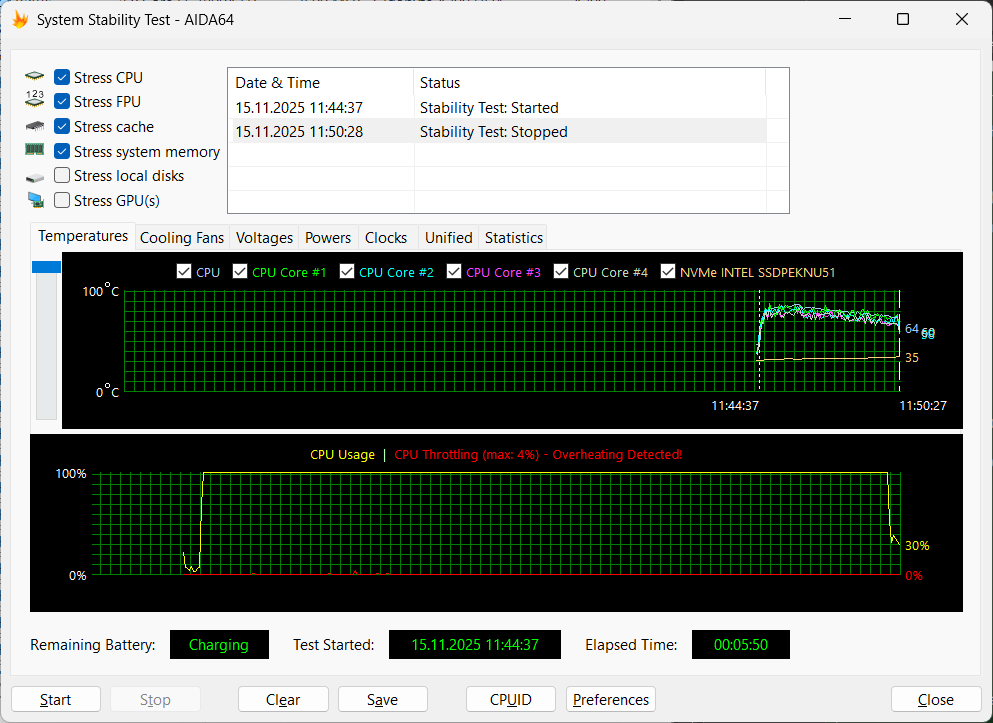 System Stability Test - AIDA64
Stress CPU
123
Stress FPU
Stress cache
Stress system memory
Stress local disks
Stress GPU(s)
Date & Time Status
15.11.2025 11:44:37 Stability Test: Started
15.11.2025 11:50:28 Stability Test: Stopped
Temperatures Cooling Fans Voltages Powers Clocks Unified Statistics
CPU CPU Core #1 CPU Core #2 CPU Core #3 CPU Core #4 NVMe INTEL SSDPEKNU51
100°C
64
35
0°C
11:44:37 11:50:27
CPU Usage | CPU Throttling (max: 4%) - Overheating Detected!
100%
30%
0% 0%
Remaining Battery: Charging Test Started: 15.11.2025 11:44:37 Elapsed Time: 00:05:50
Start Stop Clear Save CPUID Preferences Close